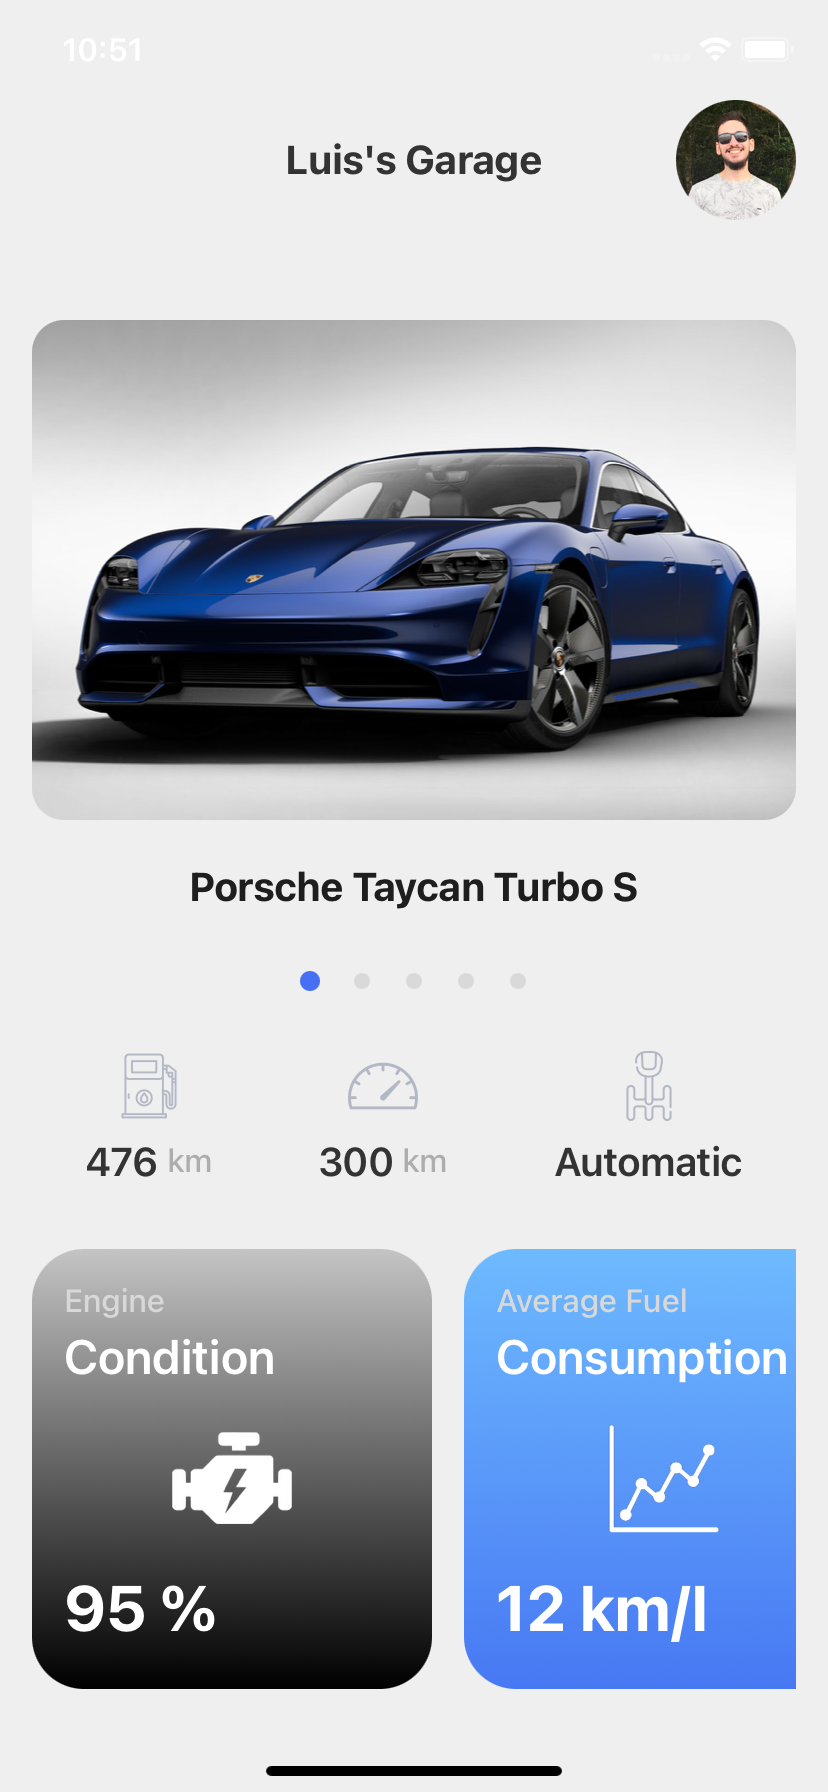 10:51
Luis's Garage
Porsche Taycan Turbo S
476 km
300 km
Automatic
Engine
Condition
95 %
Average Fuel
Consumption
12 km/l